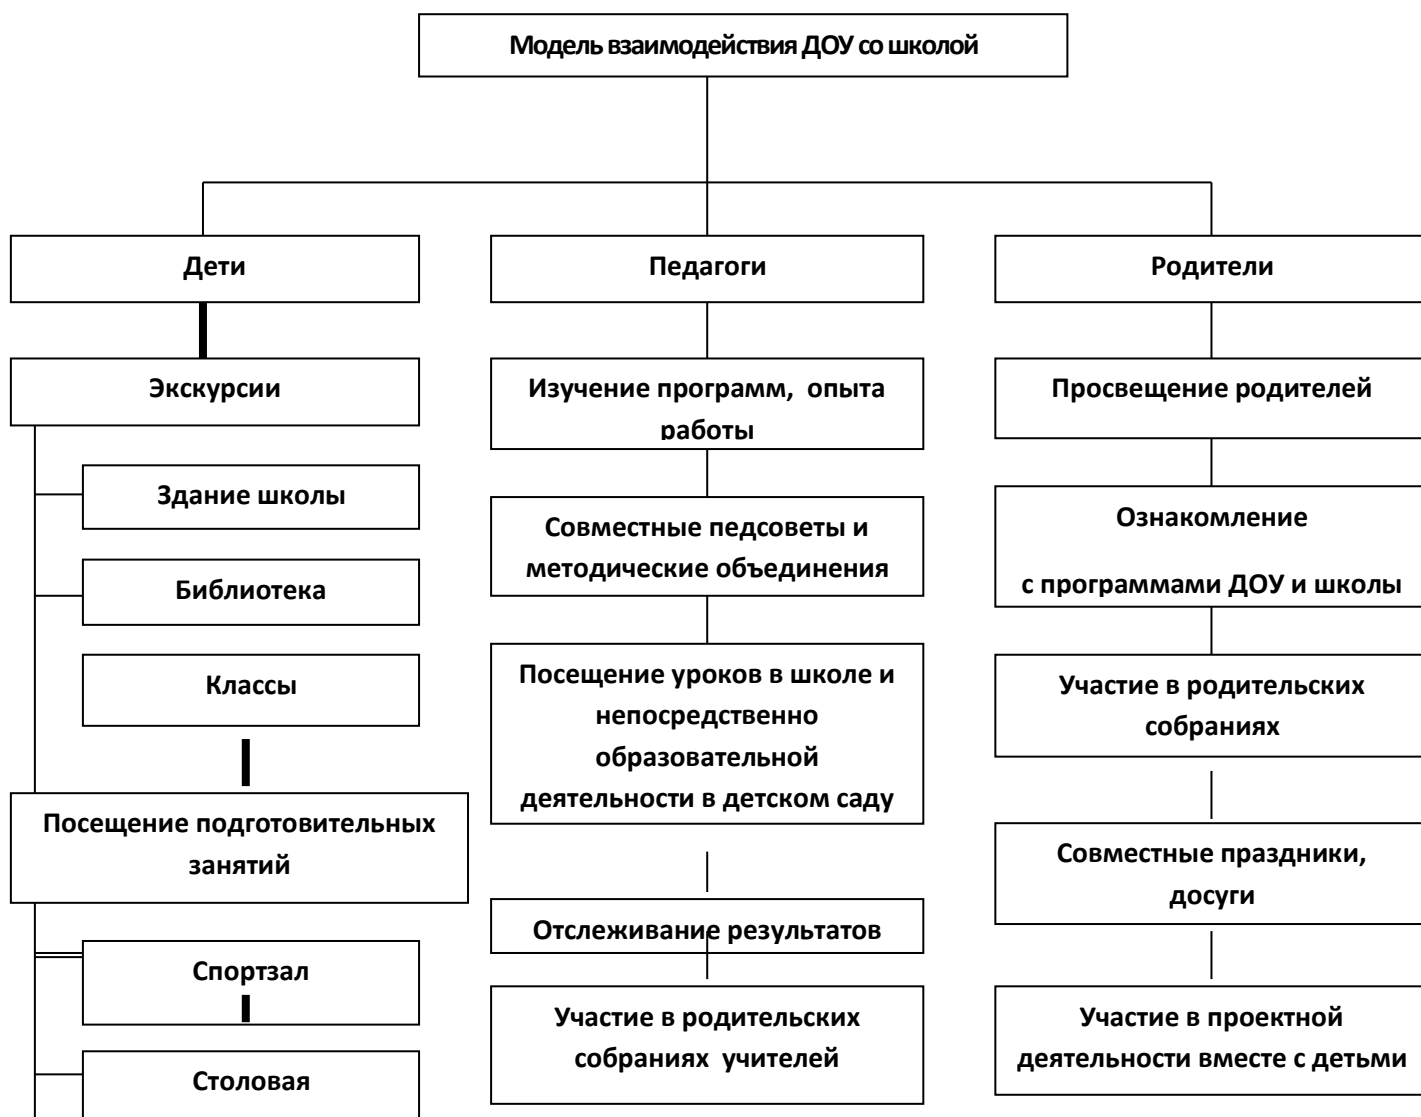 Модель взаимодействия ДОУ со школой
Дети
Педагоги
Родители
Экскурсии
Изучение программ, опыта
работы
Просвещение родителей
Здание школы
Совместные педсоветы и
методические объединения
Ознакомление
с программами ДОУ и школы
Библиотека
Классы
Посещение уроков в школе и
непосредственно
образовательной
деятельности в детском саду
Участие в родительских
собраниях
Посещение подготовительных
занятий
Совместные праздники,
досуги
Отслеживание результатов
Спортзал
Участие в родительских
собраниях учителей
Участие в проектной
деятельности вместе с детьми
Столовая